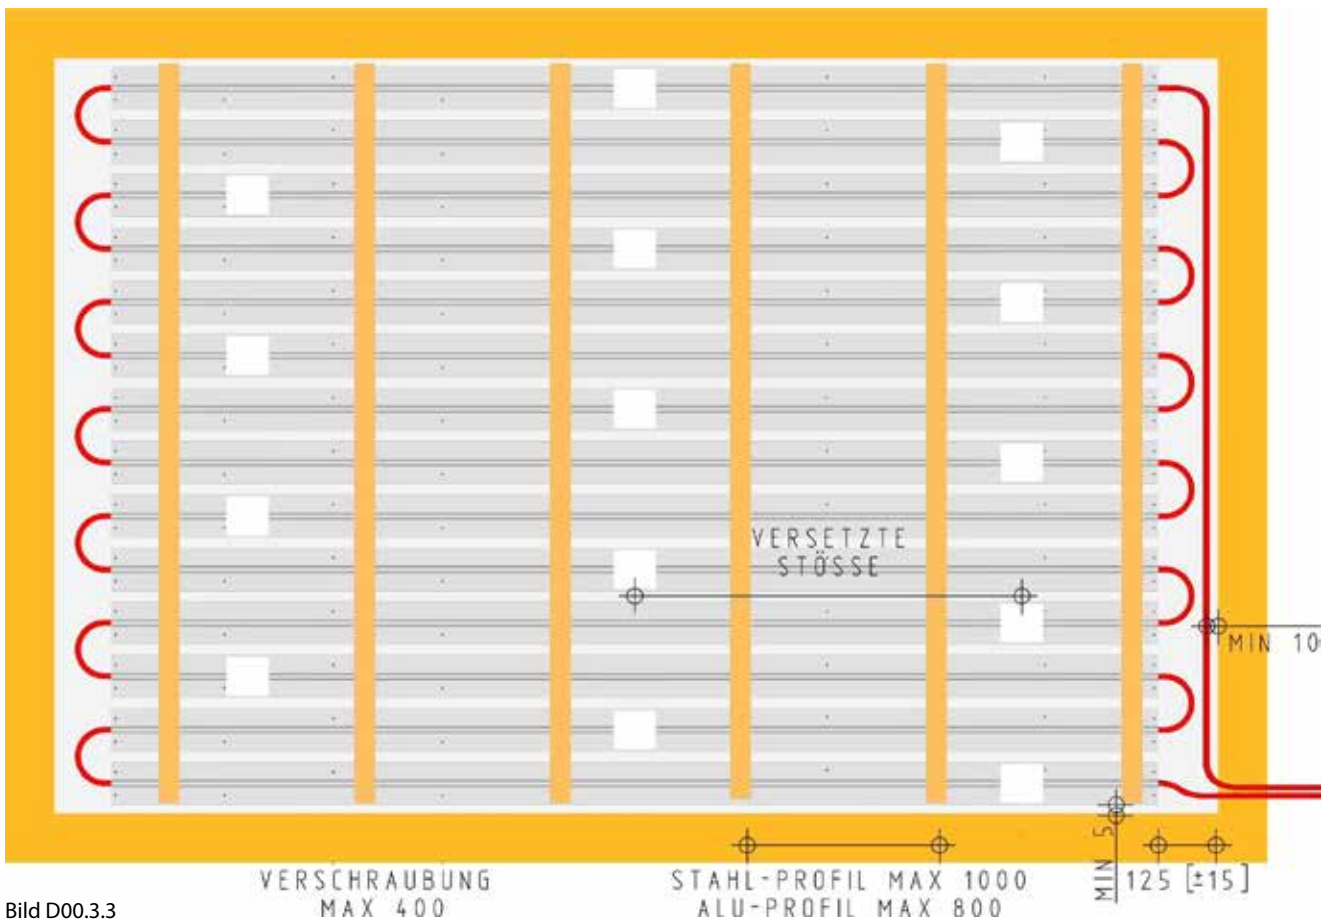 VERSETZTE
STÖSSE
MIN 10
MIN 5
125 [±15]
VERSCHRAUBUNG
MAX 400
STAHL-PROFIL MAX 1000
ALU-PROFIL MAX 800
Bild D00.3.3